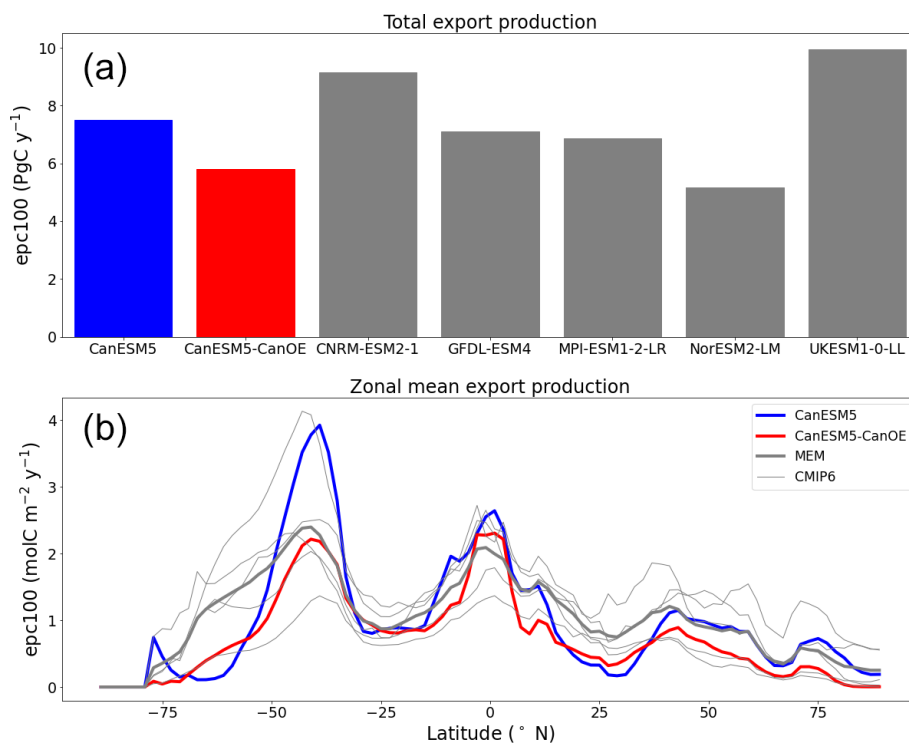 Total export production
(a)
epc100 (PgC y⁻¹)
10
8
6
4
2
0
CanESM5 CanESM5-CanOE CNRM-ESM2-1 GFDL-ESM4 MPI-ESM1-2-LR NorESM2-LM UKESM1-0-LL
Zonal mean export production
(b)
CanESM5
CanESM5-CanOE
MEM
CMIP6
epc100 (molC m⁻² y⁻¹)
4
3
2
1
0
−75 −50 −25 0 25 50 75
Latitude (° N)